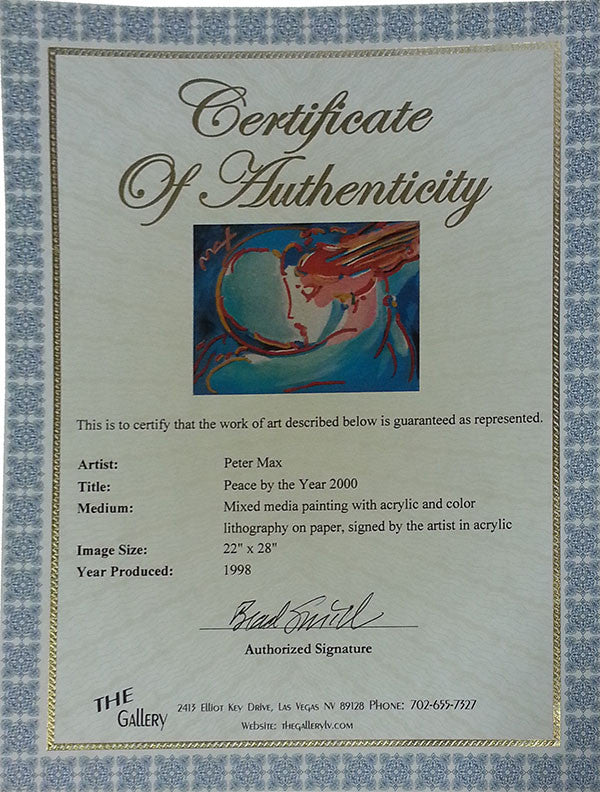 Certificate
Of Authenticity
Max
This is to certify that the work of art described below is guaranteed as represented.
Artist: Peter Max
Title: Peace by the Year 2000
Medium: Mixed media painting with acrylic and color
lithography on paper, signed by the artist in acrylic
Image Size: 22" x 28"
Year Produced: 1998
Authorized Signature
THE
GALLERY
2413 Elliot Key Drive, Las Vegas NV 89128 Phone: 702-655-7327
Website: thegallerylv.com